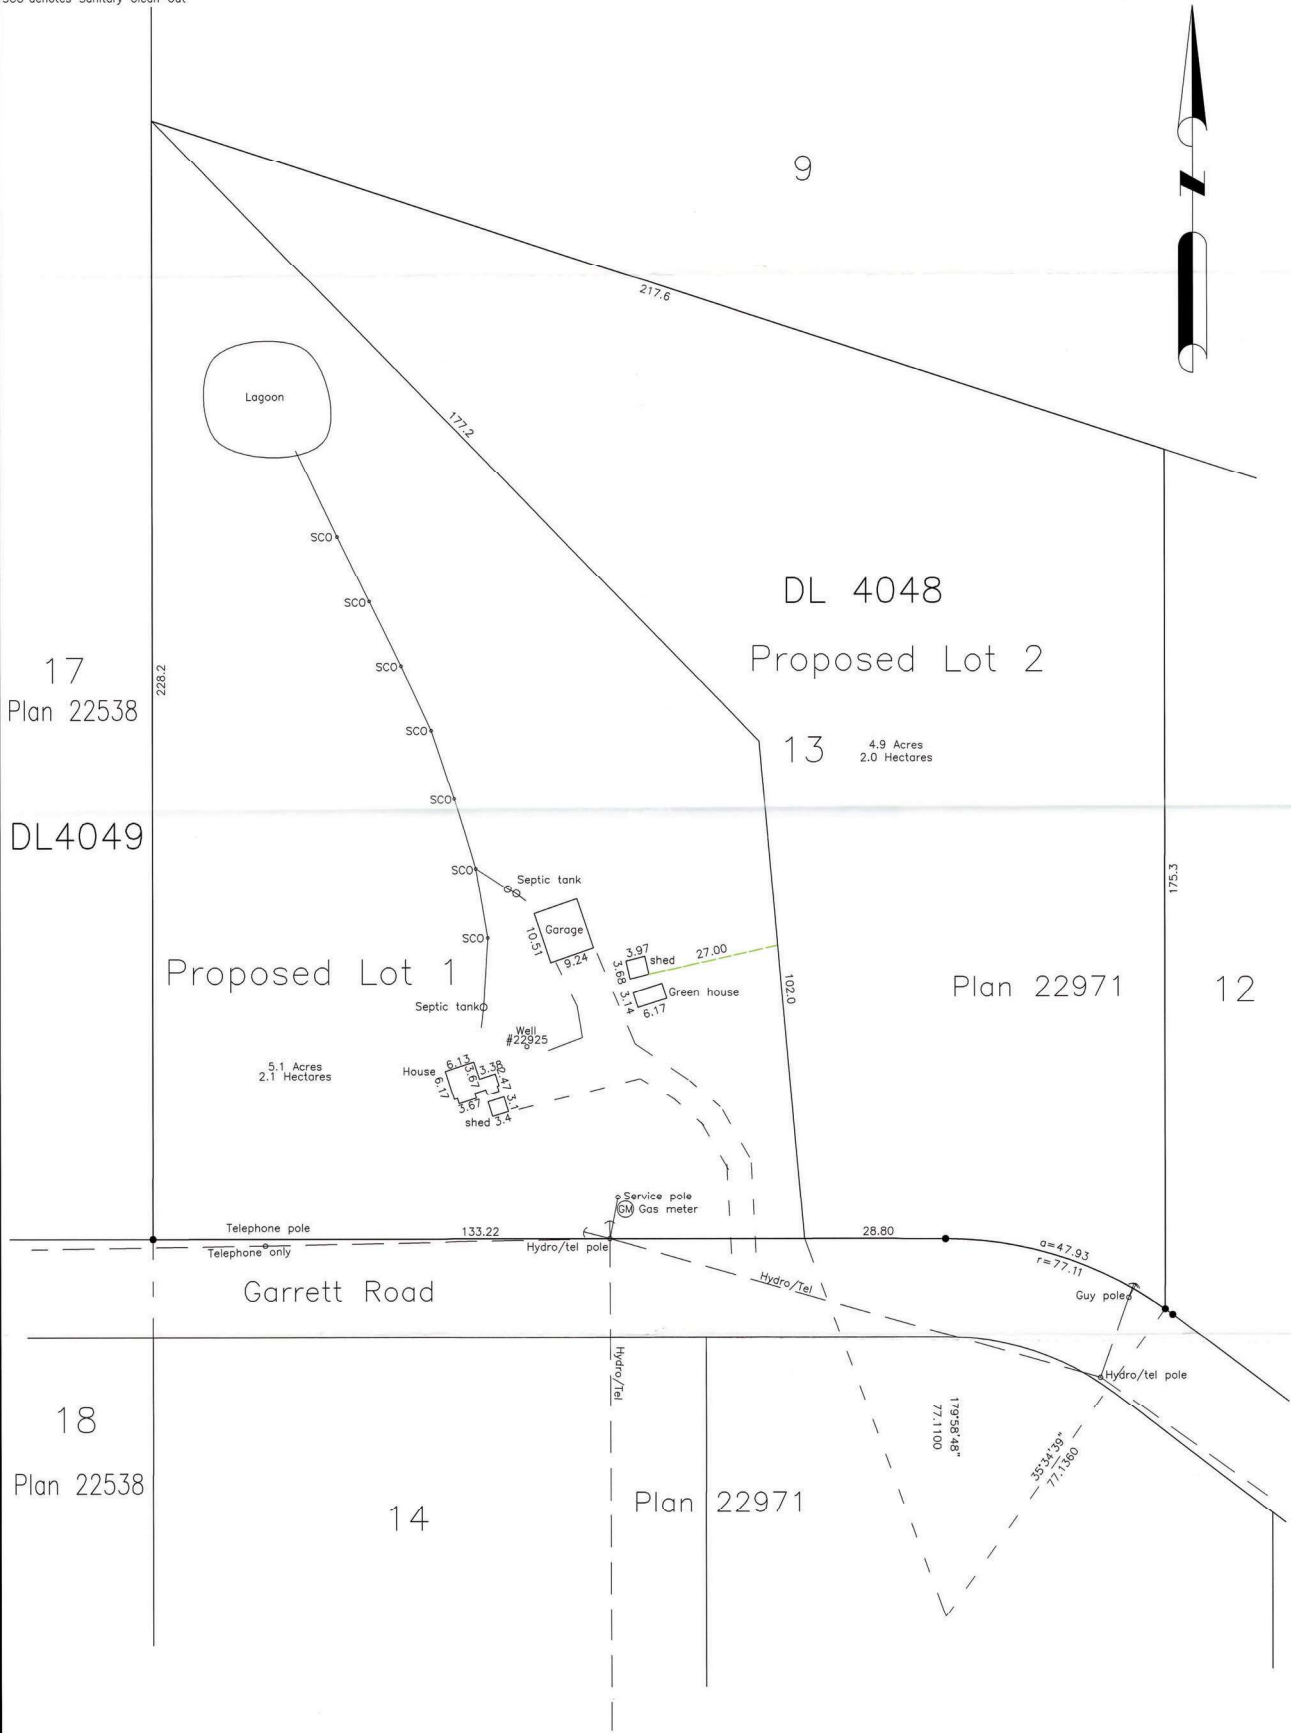 SCO denotes Sanitary Clean Out
N
9
217.6
Lagoon
177.2
SCO
SCO
DL 4048
17
Plan 22538
228.2
SCO
Proposed Lot 2
SCO
13
4.9 Acres
2.0 Hectares
SCO
DL4049
SCO
Septic tank
175.3
Garage
10.51
9.24
SCO
3.97
shed
3.68
27.00
Proposed Lot 1
102.0
Plan 22971
12
Green house
3.14
6.17
Septic tank
Well
#22925
5.1 Acres
2.1 Hectares
House
6.13
3.38
3.67
2.47
6.17
3.67
3.1
shed 3.4
Service pole
GM Gas meter
Telephone pole
133.22
28.80
Telephone only
Hydro/tel pole
a=47.93
r=77.11
Hydro/Tel
Guy pole
Garrett Road
Hydro/Tel
Hydro/tel pole
18
Plan 22538
179°58'48"
77.1100
35°34'39"
77.1360
14
Plan 22971